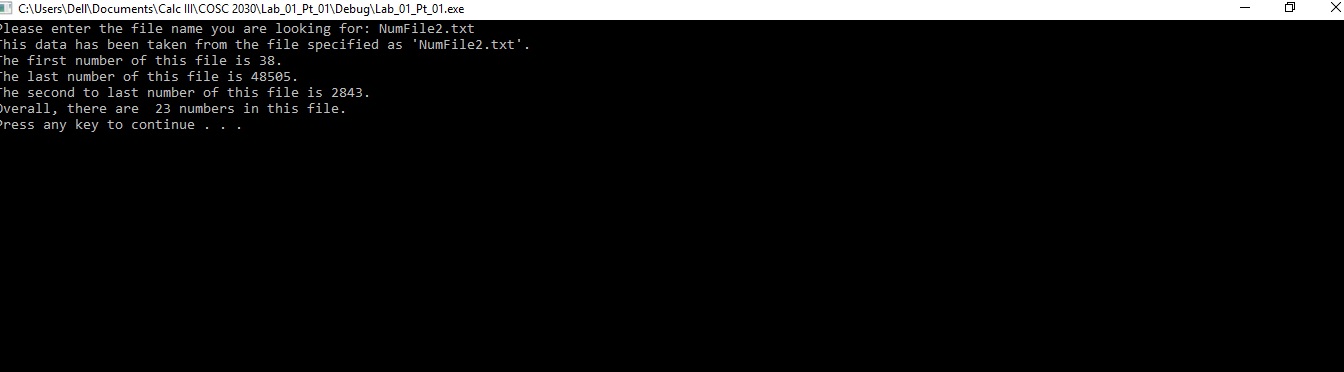 C:\Users\Dell\Documents\Calc III\COSC 2030\Lab_01_Pt_01\Debug\Lab_01_Pt_01.exe
Please enter the file name you are looking for: NumFile2.txt
This data has been taken from the file specified as 'NumFile2.txt'.
The first number of this file is 38.
The last number of this file is 48505.
The second to last number of this file is 2843.
Overall, there are  23 numbers in this file.
Press any key to continue . . .